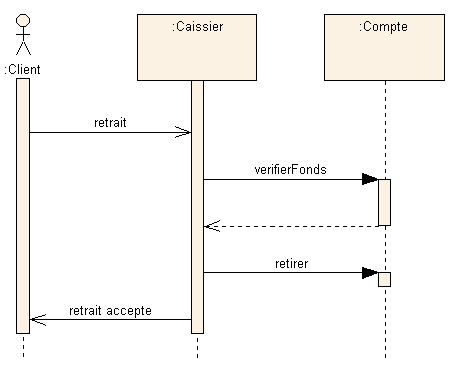 :Client
:Caissier
:Compte
retrait
verifierFonds
retirer
retrait accepte